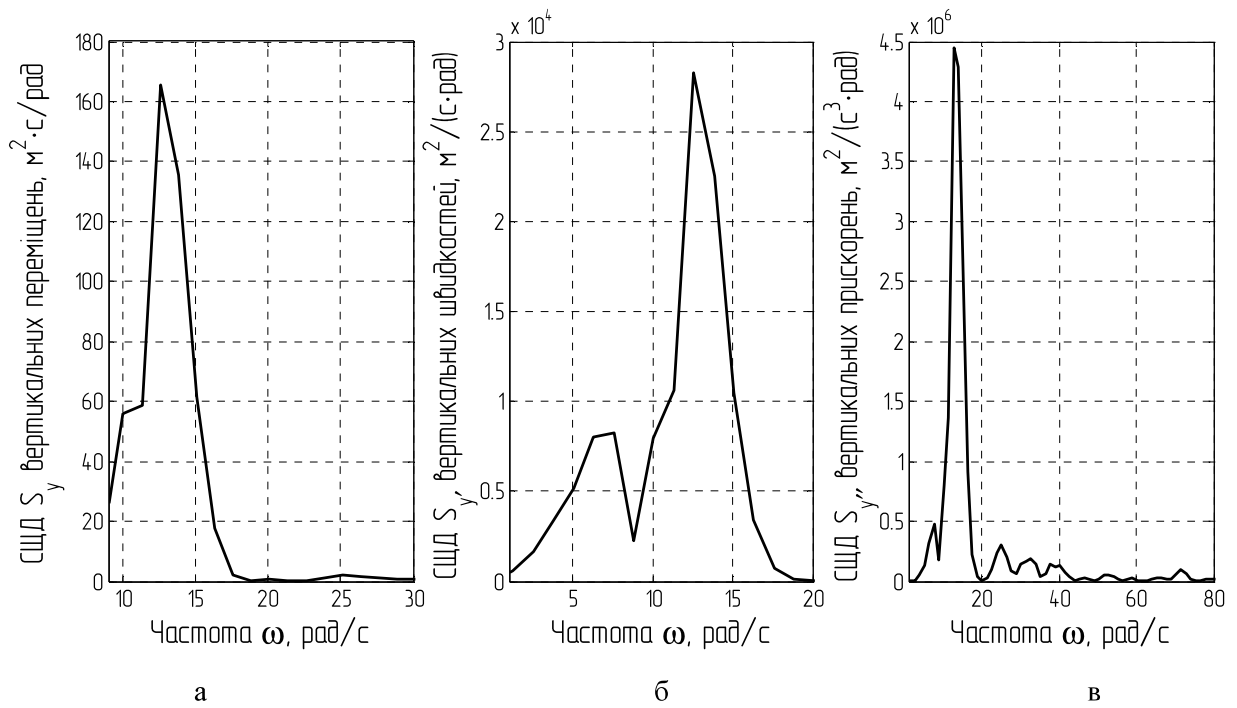 СЩД Sy вертикальних переміщень, м²·с/рад
180
160
140
120
100
80
60
40
20
0
10 15 20 25 30
Частота ω, рад/с
а
СЩД Sy′ вертикальних швидкостей, м²/(с·рад)
x 10⁴
3
2.5
2
1.5
1
0.5
0
5 10 15 20
Частота ω, рад/с
б
СЩД Sy″ вертикальних прискорень, м²/(с³·рад)
x 10⁶
4.5
4
3.5
3
2.5
2
1.5
1
0.5
0
20 40 60 80
Частота ω, рад/с
в